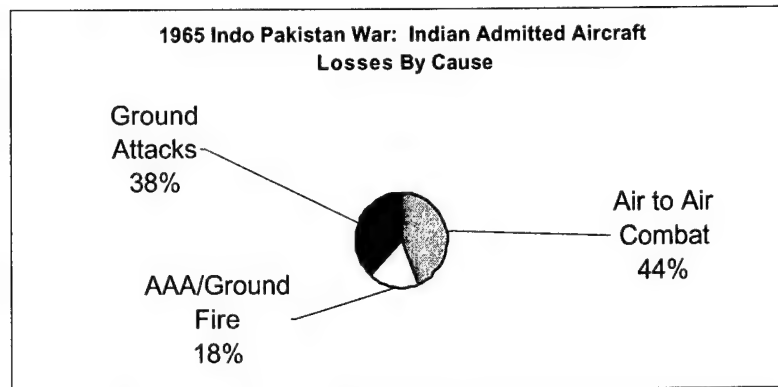 1965 Indo Pakistan War: Indian Admitted Aircraft
Losses By Cause
Ground
Attacks
38%
Air to Air
Combat
44%
AAA/Ground
Fire
18%